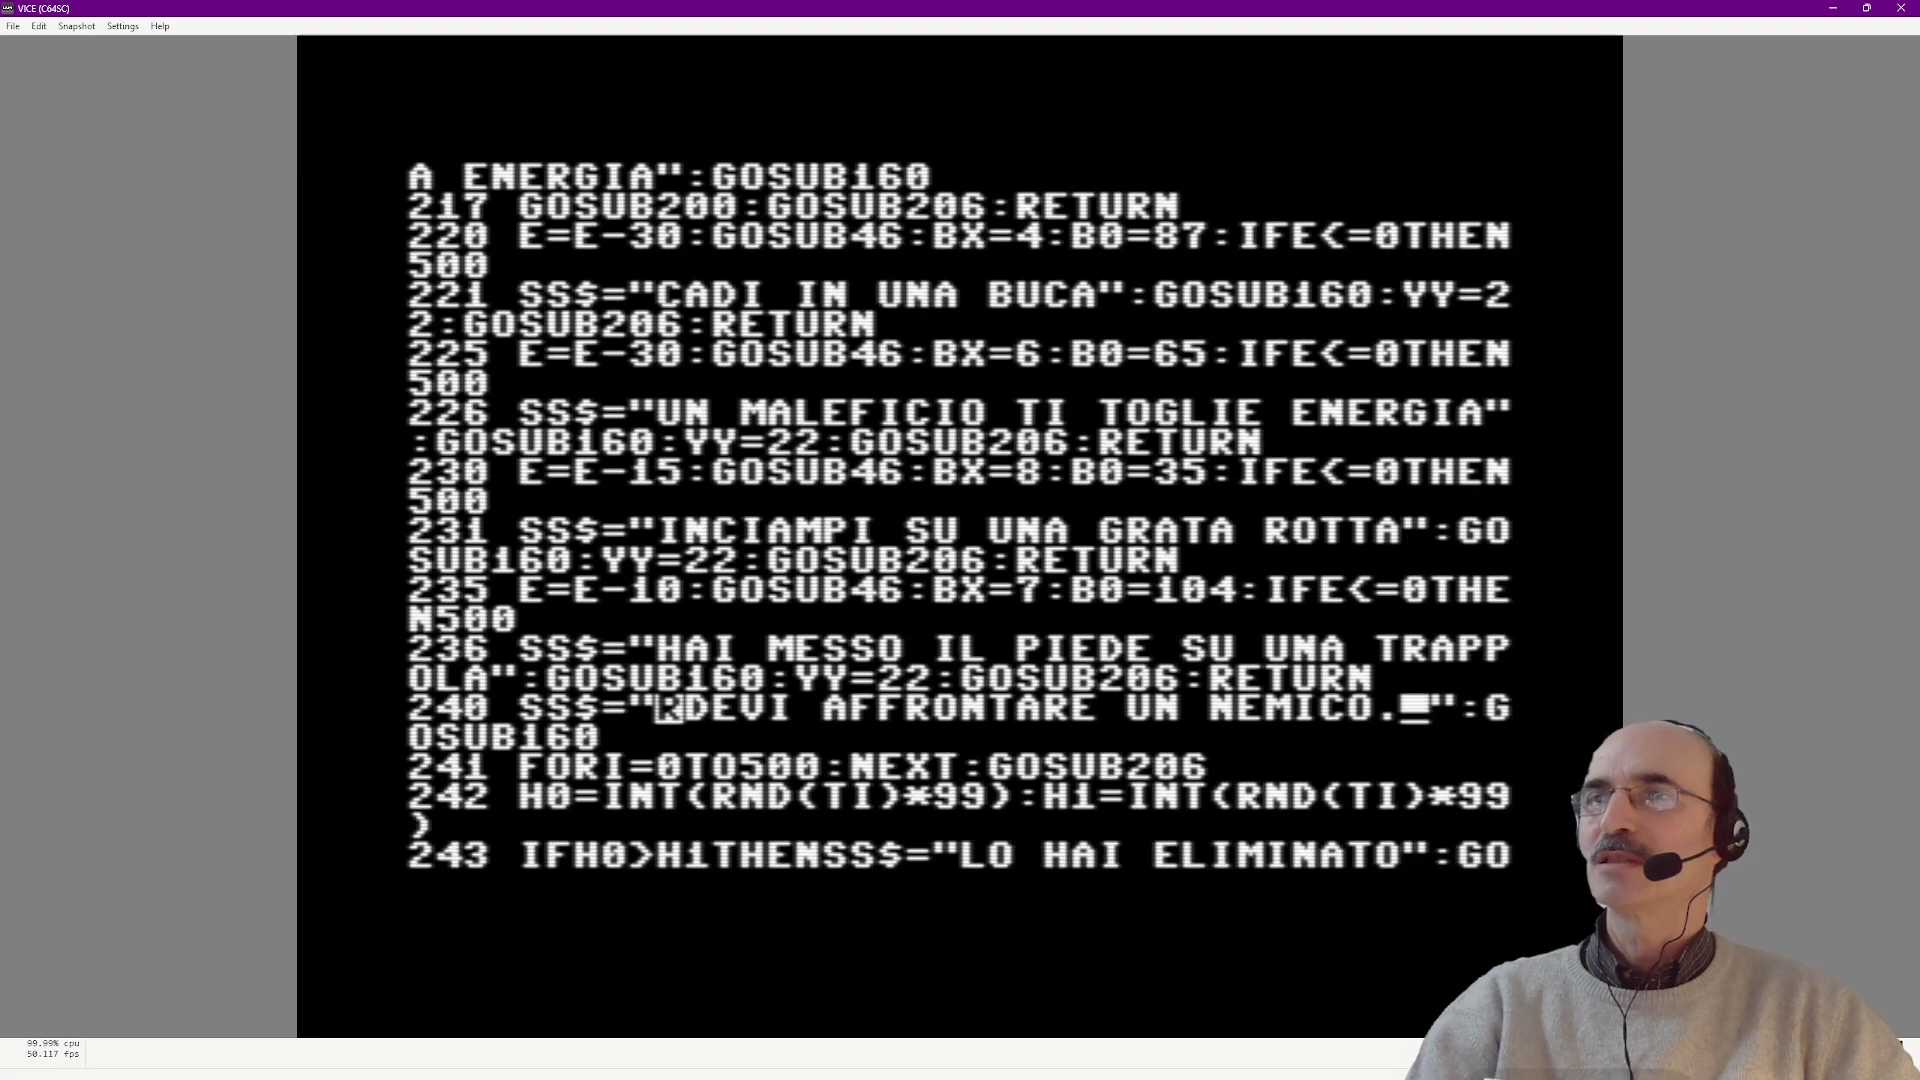 VICE (C64SC)
File Edit Snapshot Settings Help
A ENERGIA":GOSUB160
217 GOSUB200:GOSUB206:RETURN
220 E=E-30:GOSUB46:BX=4:B0=87:IFE<=0THEN
500
221 SS$="CADI IN UNA BUCA":GOSUB160:YY=2
2:GOSUB206:RETURN
225 E=E-30:GOSUB46:BX=6:B0=65:IFE<=0THEN
500
226 SS$="UN MALEFICIO TI TOGLIE ENERGIA"
:GOSUB160:YY=22:GOSUB206:RETURN
230 E=E-15:GOSUB46:BX=8:B0=35:IFE<=0THEN
500
231 SS$="INCIAMPI SU UNA GRATA ROTTA":GO
SUB160:YY=22:GOSUB206:RETURN
235 E=E-10:GOSUB46:BX=7:B0=104:IFE<=0THE
N500
236 SS$="HAI MESSO IL PIEDE SU UNA TRAPP
OLA":GOSUB160:YY=22:GOSUB206:RETURN
240 SS$="RDEVI AFFRONTARE UN NEMICO.":G
OSUB160
241 FORI=0TO500:NEXT:GOSUB206
242 H0=INT(RND(TI)*99):H1=INT(RND(TI)*99
)
243 IFH0>H1THENSS$="LO HAI ELIMINATO":GO
99.99% cpu
50.117 fps